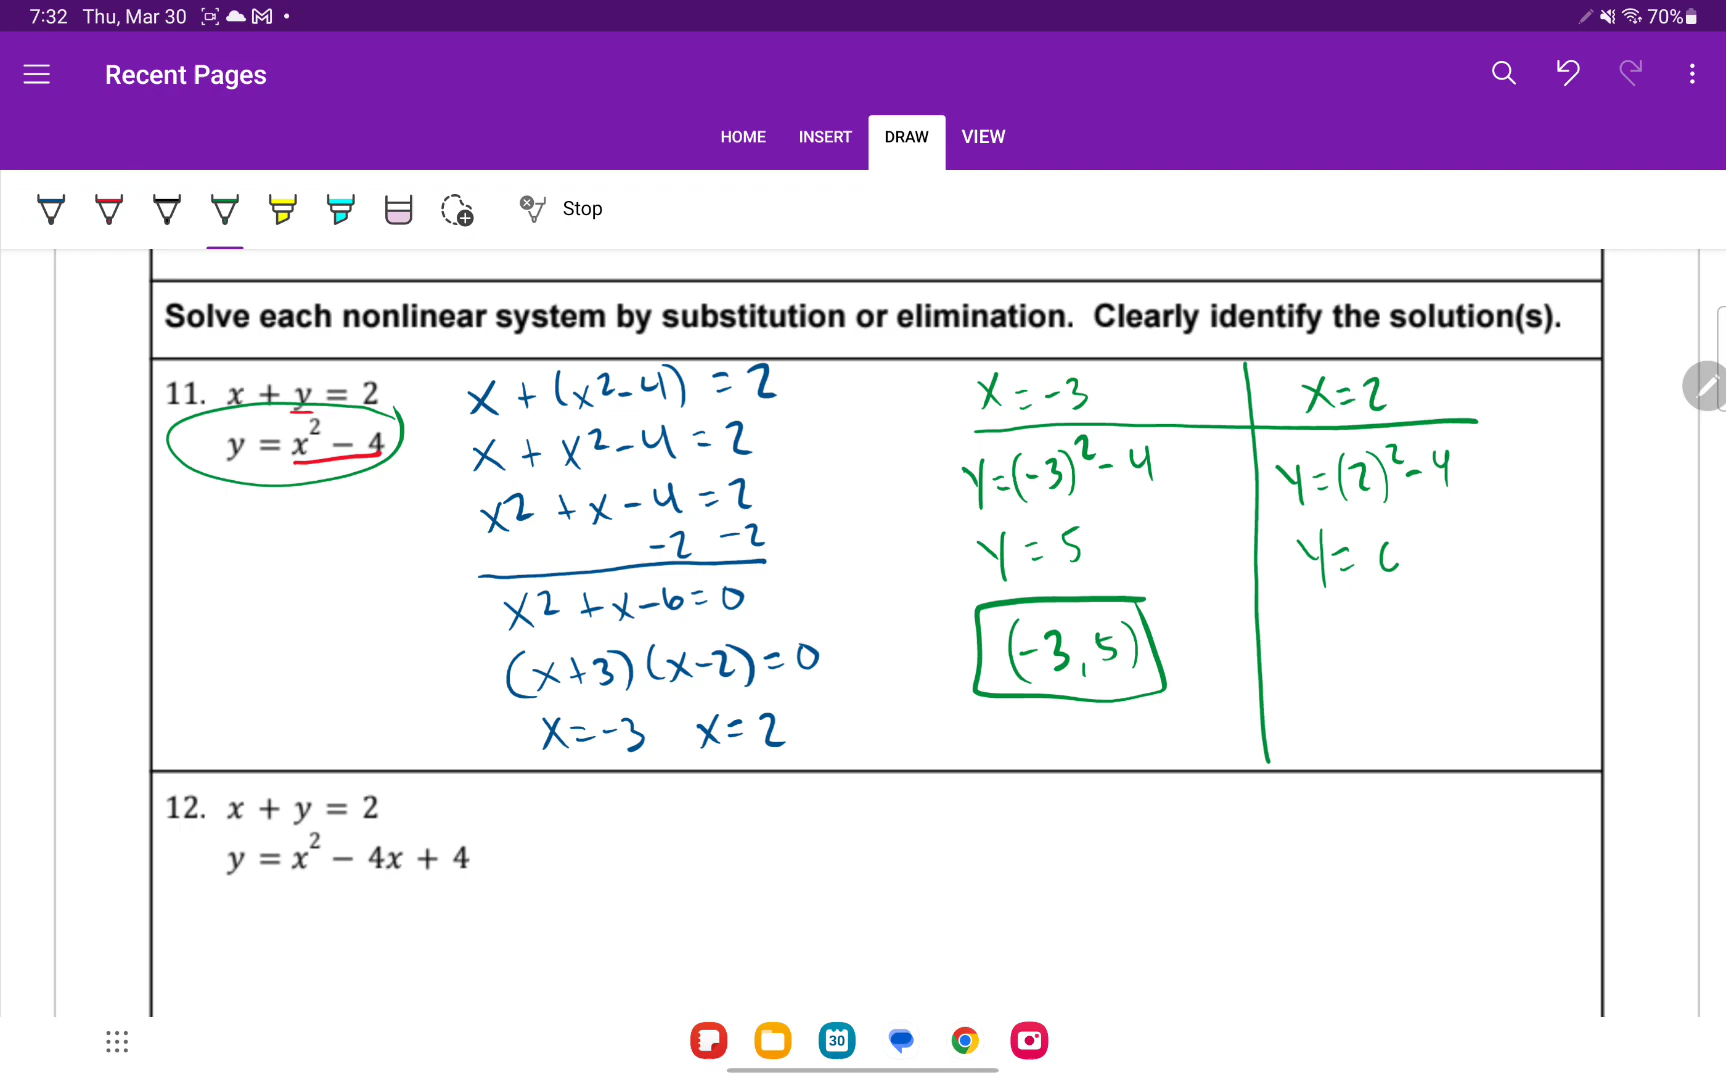 7:32 Thu, Mar 30
70%
Recent Pages
HOME INSERT DRAW VIEW
Stop
Solve each nonlinear system by substitution or elimination. Clearly identify the solution(s).
11. x + y = 2
y = x² − 4
x + (x² - 4) = 2
x + x² - 4 = 2
x² + x - 4 = 2
-2 -2
x² + x - 6 = 0
(x+3)(x-2) = 0
x = -3 x = 2
x = -3
y = (-3)² - 4
y = 5
(-3, 5)
x = 2
y = (2)² - 4
y =
12. x + y = 2
y = x² − 4x + 4
30